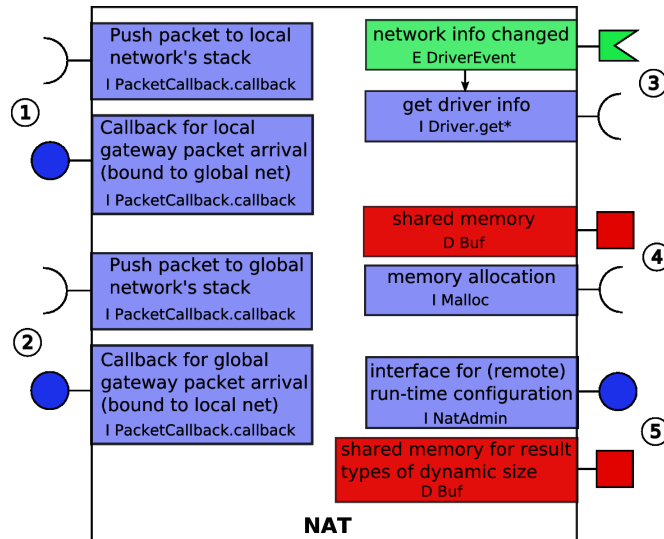 Push packet to local
network's stack
I PacketCallback.callback
1
Callback for local
gateway packet arrival
(bound to global net)
I PacketCallback.callback
Push packet to global
network's stack
I PacketCallback.callback
2
Callback for global
gateway packet arrival
(bound to local net)
I PacketCallback.callback
network info changed
E DriverEvent
3
get driver info
I Driver.get*
shared memory
D Buf
4
memory allocation
I Malloc
interface for (remote)
run-time configuration
I NatAdmin
5
shared memory for result
types of dynamic size
D Buf
NAT